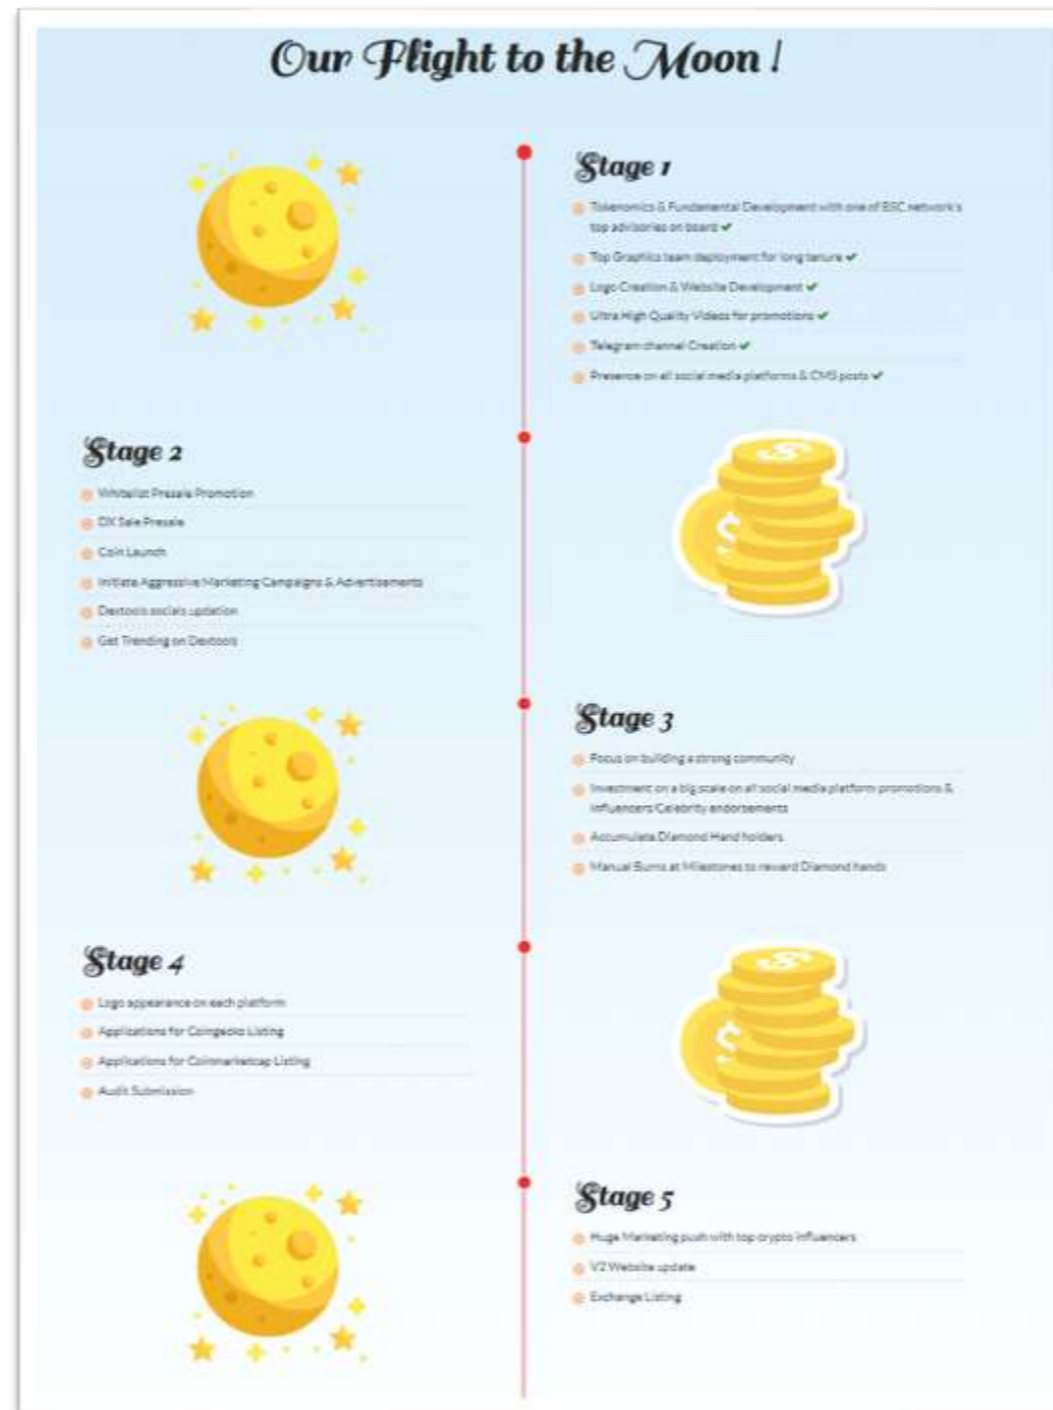 Our Flight to the Moon !
Stage 1
Tokenomics & Fundamental Development with one of BSC network's
top advisories on board ✔
Top Graphics team deployment for long tenure ✔
Logo Creation & Website Development ✔
Ultra High Quality Videos for promotions ✔
Telegram channel Creation ✔
Presence on all social media platforms & CMS posts ✔
Stage 2
Whitelist Presale Promotion
DX Sale Presale
Coin Launch
Initiate Aggressive Marketing Campaigns & Advertisements
Dextools socials updation
Get Trending on Dextools
Stage 3
Focus on building a strong community
Investment on a big scale on all social media platform promotions &
Influencers Celebrity endorsements
Accumulate Diamond Hand holders
Manual Burns at Milestones to reward Diamond hands
Stage 4
Logo appearance on each platform
Applications for Coingecko Listing
Applications for Coinmarketcap Listing
Audit Submission
Stage 5
Huge Marketing push with top crypto influencers
V2 Website update
Exchange Listing